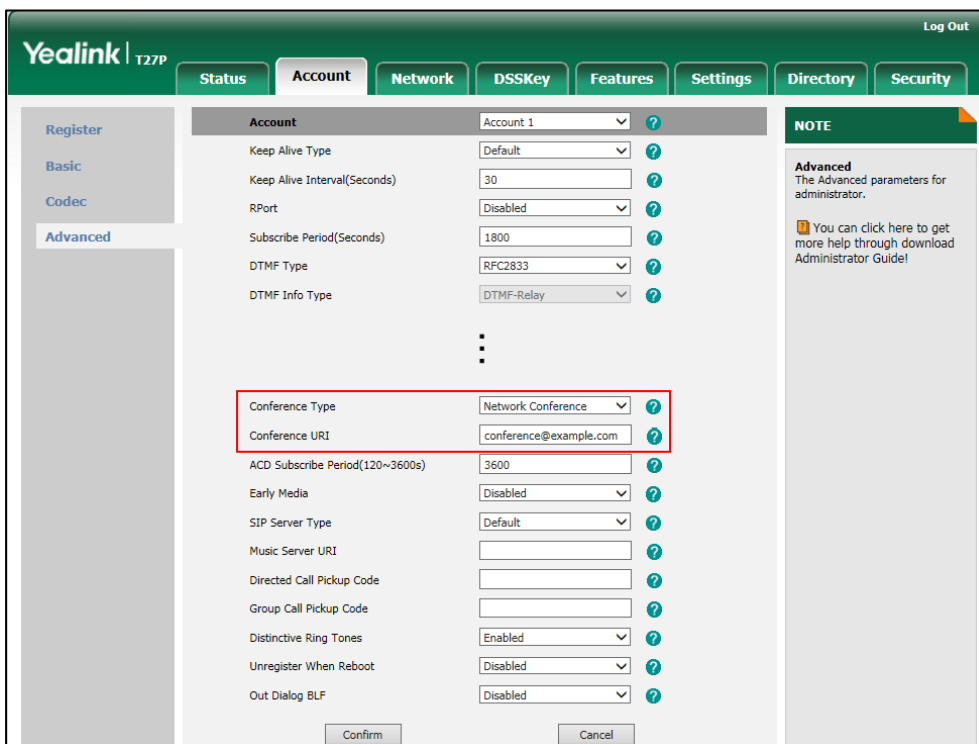 Log Out
Yealink | T27P
Status Account Network DSSKey Features Settings Directory Security
Register
Basic
Codec
Advanced
Account Account 1
Keep Alive Type Default
Keep Alive Interval(Seconds) 30
RPort Disabled
Subscribe Period(Seconds) 1800
DTMF Type RFC2833
DTMF Info Type DTMF-Relay
Conference Type Network Conference
Conference URI conference@example.com
ACD Subscribe Period(120~3600s) 3600
Early Media Disabled
SIP Server Type Default
Music Server URI
Directed Call Pickup Code
Group Call Pickup Code
Distinctive Ring Tones Enabled
Unregister When Reboot Disabled
Out Dialog BLF Disabled
Confirm Cancel
NOTE
Advanced
The Advanced parameters for
administrator.
You can click here to get
more help through download
Administrator Guide!